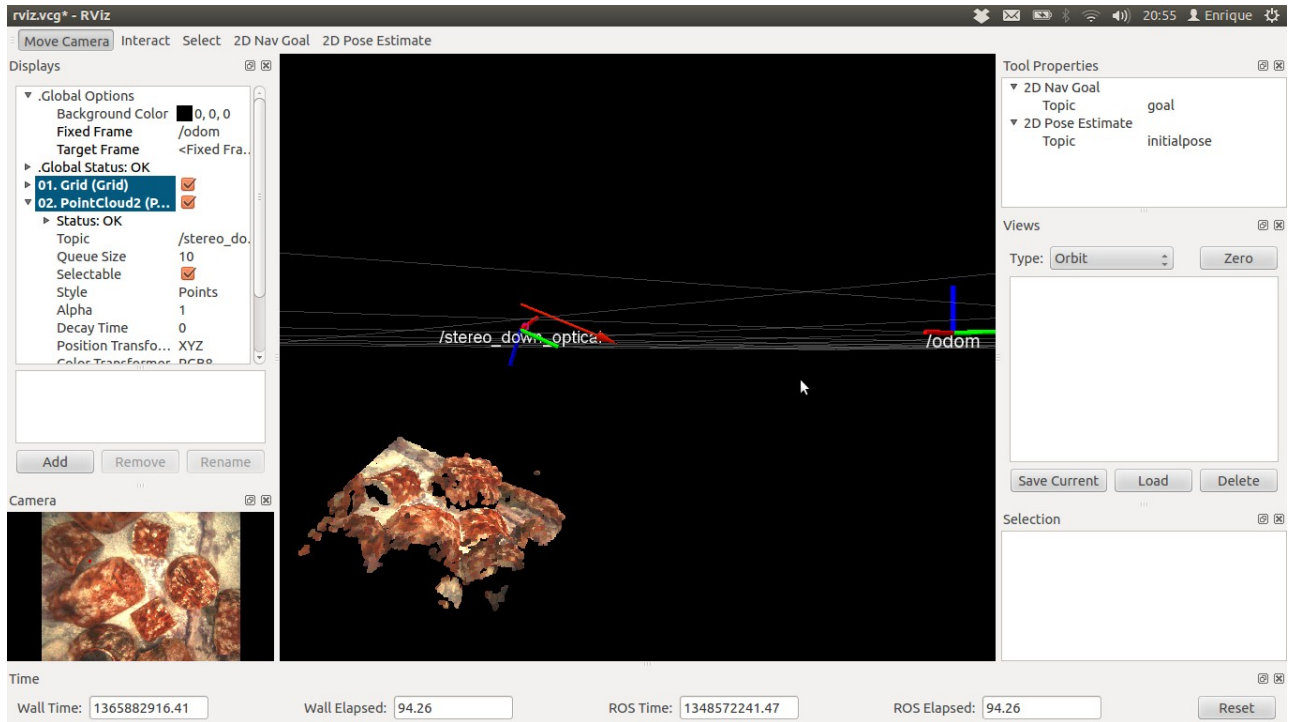 rviz.vcg* - RViz
20:55 Enrique
Move Camera Interact Select 2D Nav Goal 2D Pose Estimate
Displays
.Global Options
Background Color 0, 0, 0
Fixed Frame /odom
Target Frame <Fixed Fra...
.Global Status: OK
01. Grid (Grid)
02. PointCloud2 (P...
Status: OK
Topic /stereo_do...
Queue Size 10
Selectable
Style Points
Alpha 1
Decay Time 0
Position Transfo... XYZ
Color Transformer RGB8
Add Remove Rename
Camera
/stereo_down_optical
/odom
Tool Properties
2D Nav Goal
Topic goal
2D Pose Estimate
Topic initialpose
Views
Type: Orbit Zero
Save Current Load Delete
Selection
Time
Wall Time: 1365882916.41 Wall Elapsed: 94.26 ROS Time: 1348572241.47 ROS Elapsed: 94.26 Reset